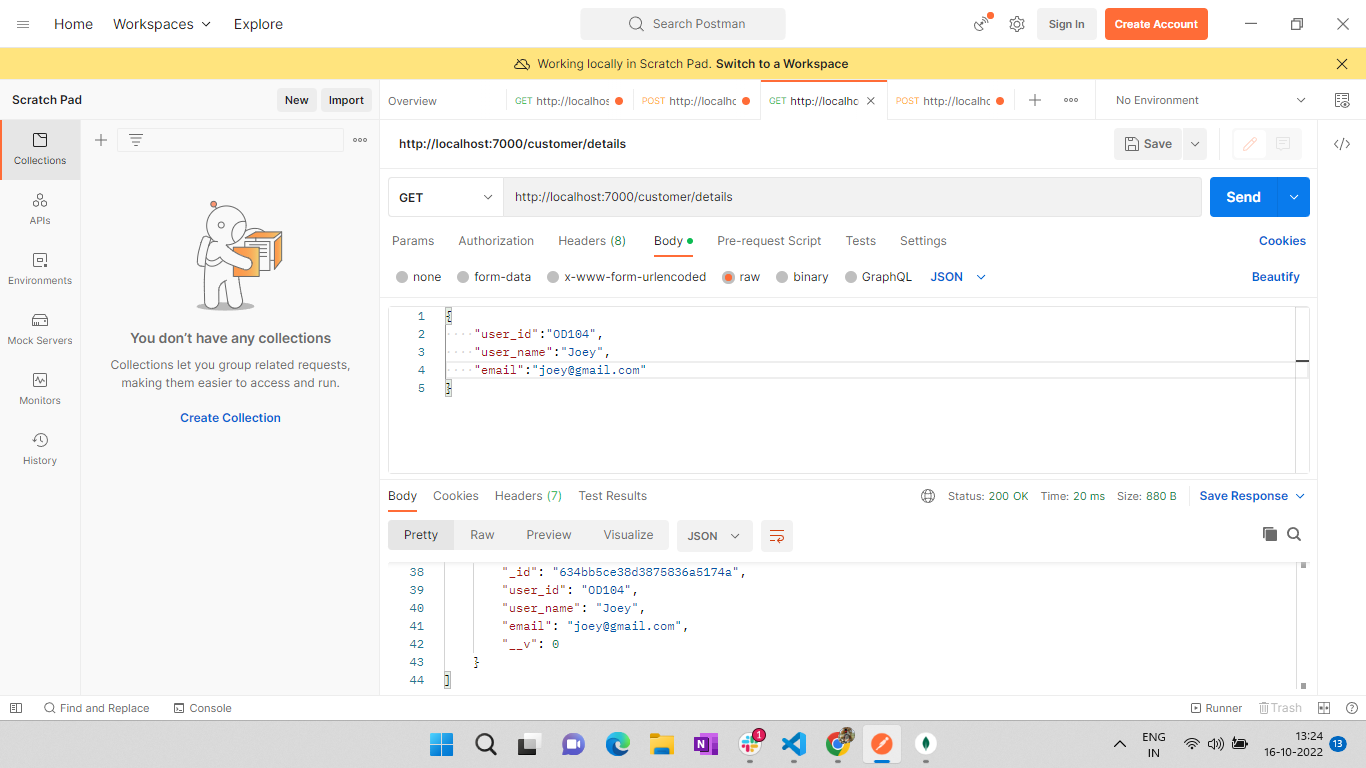 Home Workspaces Explore Search Postman Sign In Create Account
Working locally in Scratch Pad. Switch to a Workspace
Scratch Pad New Import Overview GET http://localhos POST http://localhc GET http://localhc POST http://localhc No Environment
Collections
APIs
Environments
Mock Servers
Monitors
History
You don't have any collections
Collections let you group related requests,
making them easier to access and run.
Create Collection
http://localhost:7000/customer/details Save
GET http://localhost:7000/customer/details Send
Params Authorization Headers (8) Body Pre-request Script Tests Settings Cookies
none form-data x-www-form-urlencoded raw binary GraphQL JSON Beautify
1 {
2 "user_id":"OD104",
3 "user_name":"Joey",
4 "email":"joey@gmail.com"
5 }
Body Cookies Headers (7) Test Results Status: 200 OK Time: 20 ms Size: 880 B Save Response
Pretty Raw Preview Visualize JSON
38 "_id": "634bb5ce38d3875836a5174a",
39 "user_id": "OD104",
40 "user_name": "Joey",
41 "email": "joey@gmail.com",
42 "__v": 0
43 }
44 ]
Find and Replace Console Runner Trash
1
N
ENG
IN
13:24
16-10-2022
13